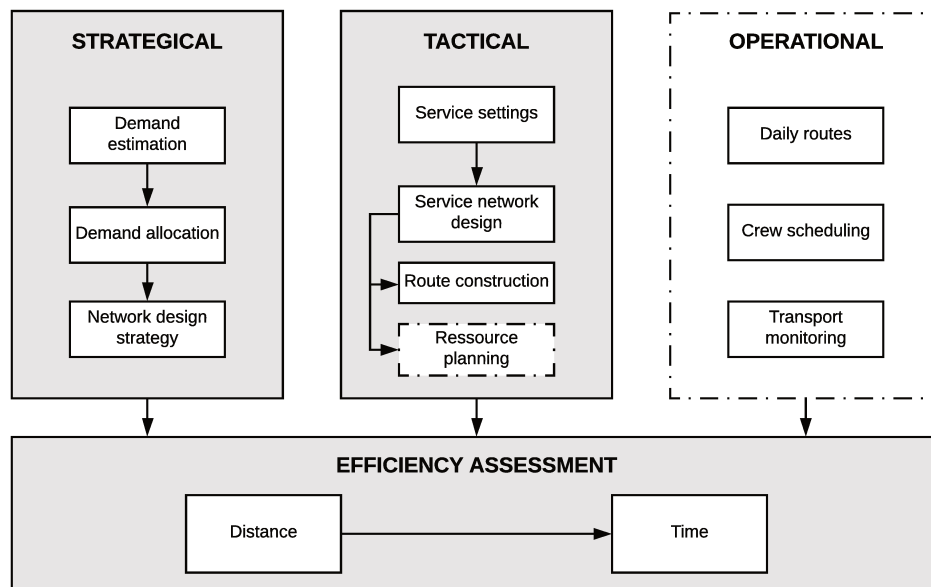 STRATEGICAL
Demand
estimation
Demand allocation
Network design
strategy
TACTICAL
Service settings
Service network
design
Route construction
Ressource
planning
OPERATIONAL
Daily routes
Crew scheduling
Transport
monitoring
EFFICIENCY ASSESSMENT
Distance
Time